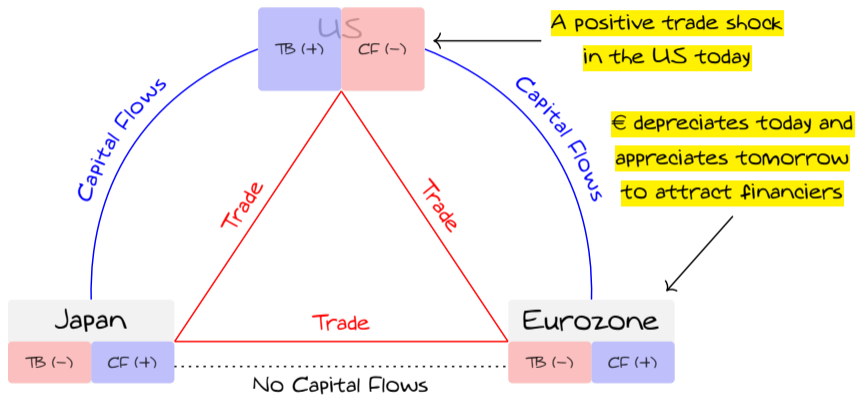 US
TB (+)
CF (-)
A positive trade shock
in the US today
Capital Flows
Capital Flows
€ depreciates today and
appreciates tomorrow
to attract financiers
Trade
Trade
Japan
Trade
Eurozone
TB (-)
CF (+)
TB (-)
CF (+)
No Capital Flows